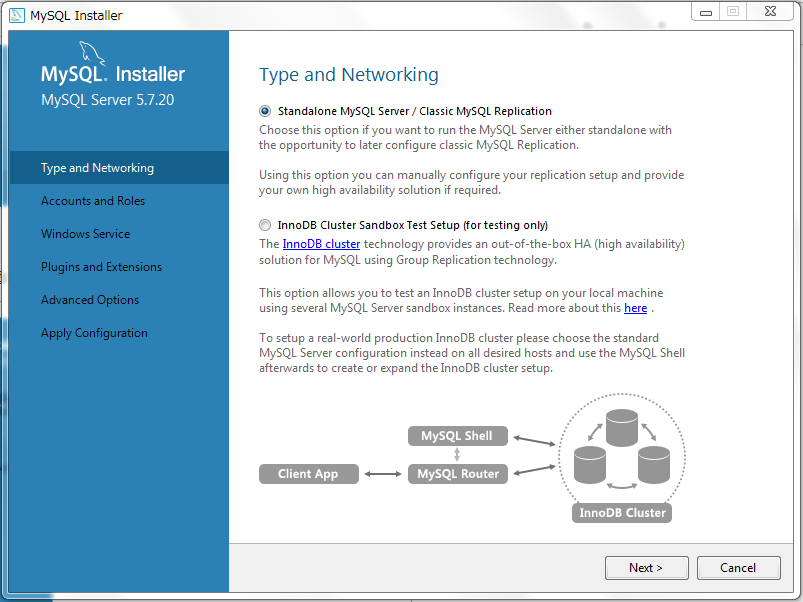 MySQL Installer
MySQL. Installer
MySQL Server 5.7.20
Type and Networking
Accounts and Roles
Windows Service
Plugins and Extensions
Advanced Options
Apply Configuration
Type and Networking
Standalone MySQL Server / Classic MySQL Replication
Choose this option if you want to run the MySQL Server either standalone with
the opportunity to later configure classic MySQL Replication.
Using this option you can manually configure your replication setup and provide
your own high availability solution if required.
InnoDB Cluster Sandbox Test Setup (for testing only)
The InnoDB cluster technology provides an out-of-the-box HA (high availability)
solution for MySQL using Group Replication technology.
This option allows you to test an InnoDB cluster setup on your local machine
using several MySQL Server sandbox instances. Read more about this here .
To setup a real-world production InnoDB cluster please choose the standard
MySQL Server configuration instead on all desired hosts and use the MySQL Shell
afterwards to create or expand the InnoDB cluster setup.
MySQL Shell
Client App
MySQL Router
InnoDB Cluster
Next >
Cancel